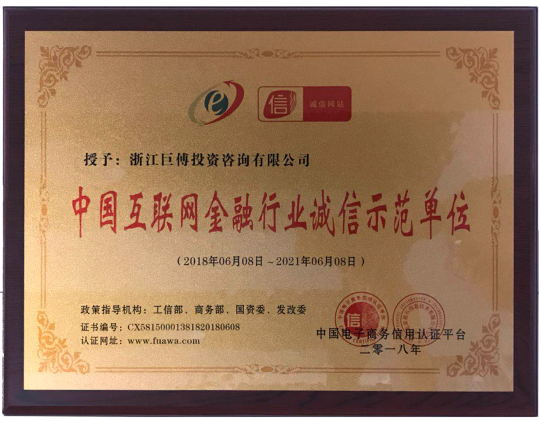 信 诚信网站
授予：浙江巨傅投资咨询有限公司
中国互联网金融行业诚信示范单位
（2018年06月08日～2021年06月08日）
政策指导机构：工信部、商务部、国资委、发改委
证书编号：CX58150001381820180608
认证网址：www.fuawa.com
信
中国电子商务信用认证平台
二零一八年